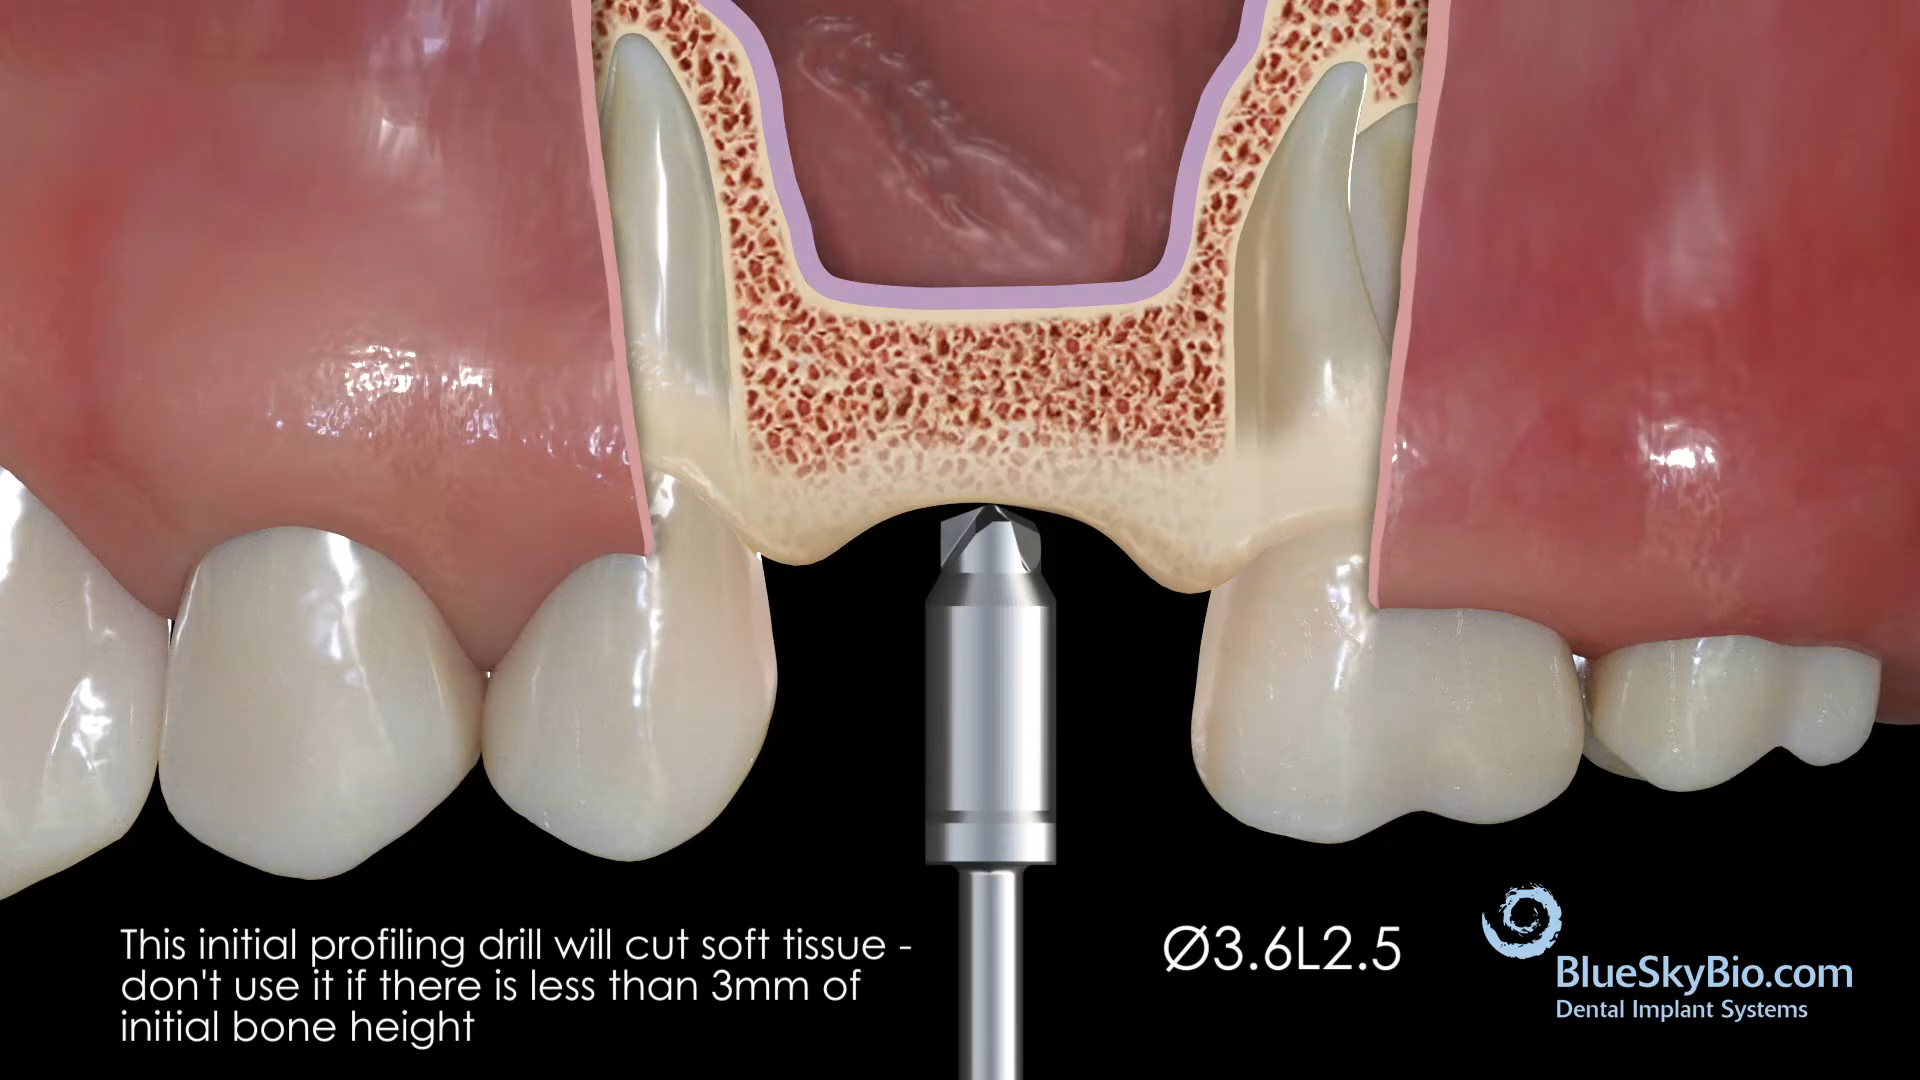 This initial profiling drill will cut soft tissue -
don't use it if there is less than 3mm of
initial bone height
Ø3.6L2.5
BlueSkyBio.com
Dental Implant Systems